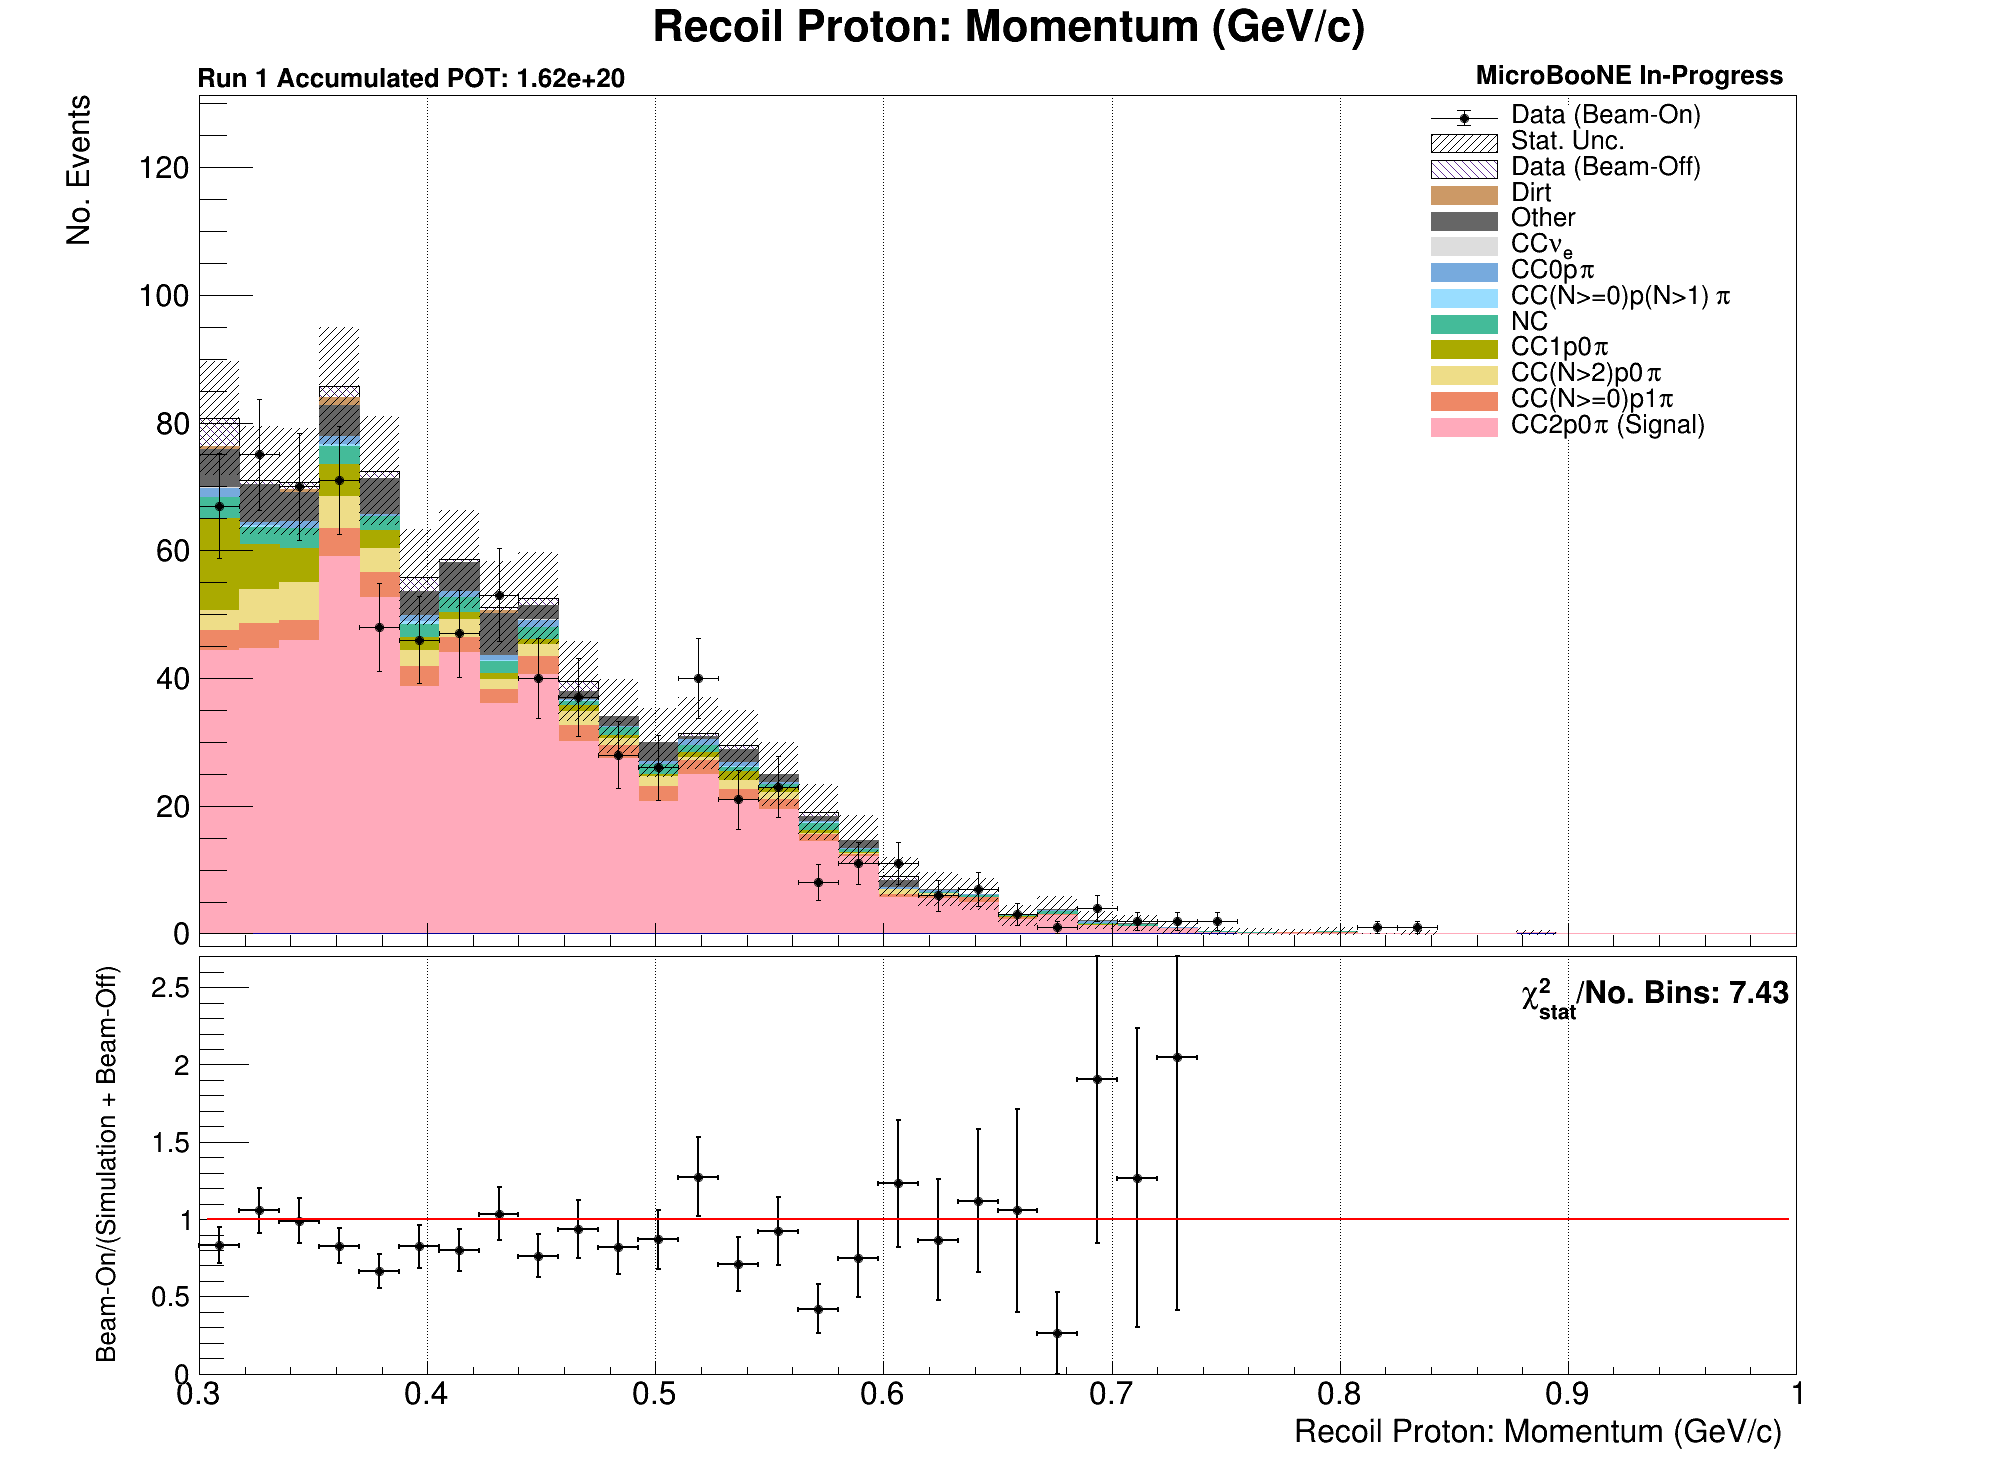 Recoil Proton: Momentum (GeV/c)
Run 1 Accumulated POT: 1.62e+20
MicroBooNE In-Progress
No. Events
120
100
80
60
40
20
0
Data (Beam-On)
Stat. Unc.
Data (Beam-Off)
Dirt
Other
CCνe
CC0pπ
CC(N>=0)p(N>1) π
NC
CC1p0π
CC(N>2)p0π
CC(N>=0)p1π
CC2p0π (Signal)
Beam-On/(Simulation + Beam-Off)
2.5
2
1.5
1
0.5
0
χ²stat/No. Bins: 7.43
0.3 0.4 0.5 0.6 0.7 0.8 0.9 1
Recoil Proton: Momentum (GeV/c)